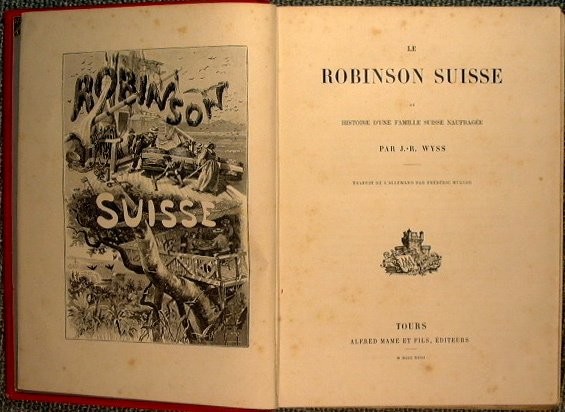 ROBINSON
SUISSE
LE
ROBINSON SUISSE
OU
HISTOIRE D'UNE FAMILLE SUISSE NAUFRAGÉE
PAR J.-R. WYSS
TRADUIT DE L'ALLEMAND PAR FRÉDÉRIC MULLER
TOURS
ALFRED MAME ET FILS, ÉDITEURS